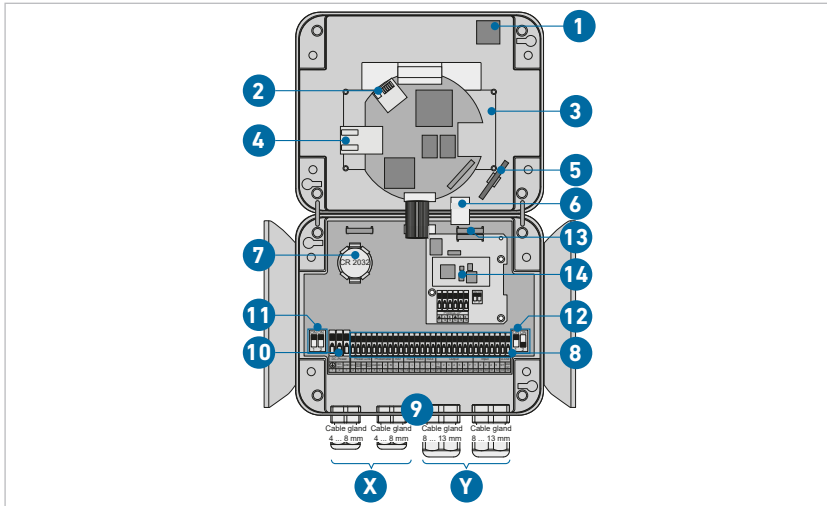 1
2
3
4
5
6
13
7
CR 2032
14
11
12
10
8
9
Cable gland
4 ... 8 mm
Cable gland
4 ... 8 mm
Cable gland
8 ... 13 mm
Cable gland
8 ... 13 mm
X
Y